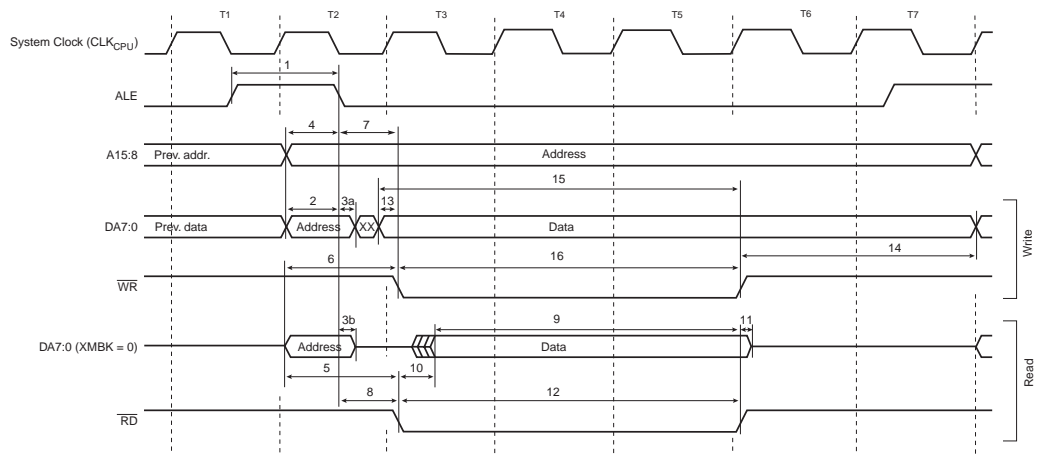 T1 T2 T3 T4 T5 T6 T7
System Clock (CLKCPU)
1
ALE
4 7
A15:8 Prev. addr. Address
15
2 3a 13
DA7:0 Prev. data Address XX Data
14
6 16
WR
Write
3b 9 11
DA7:0 (XMBK = 0) Address Data
5 10
8 12
RD
Read